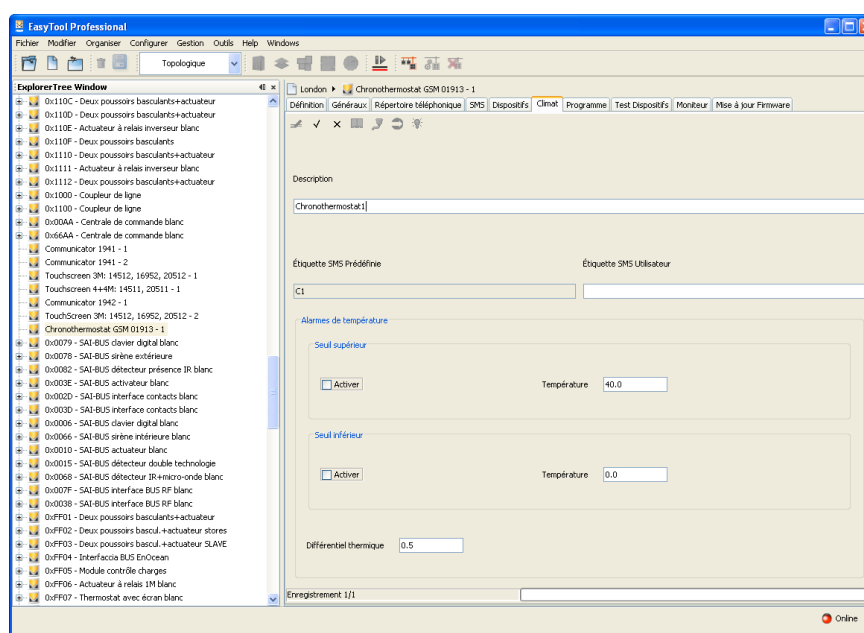 EasyTool Professional
Fichier Modifier Organiser Configurer Gestion Outils Help Windows
Topologique
ExplorerTree Window
0x110C - Deux poussoirs basculants+actuateur
0x110D - Deux poussoirs basculants+actuateur
0x110E - Actuateur à relais inverseur blanc
0x110F - Deux poussoirs basculants
0x1110 - Deux poussoirs basculants+actuateur
0x1111 - Actuateur à relais inverseur blanc
0x1112 - Deux poussoirs basculants+actuateur
0x1000 - Coupleur de ligne
0x1100 - Coupleur de ligne
0x00AA - Centrale de commande blanc
0x66AA - Centrale de commande blanc
Communicator 1941 - 1
Communicator 1941 - 2
Touchscreen 3M: 14512, 16952, 20512 - 1
Touchscreen 4+4M: 14511, 20511 - 1
Communicator 1942 - 1
TouchScreen 3M: 14512, 16952, 20512 - 2
Chronothermostat GSM 01913 - 1
0x0079 - SAI-BUS clavier digital blanc
0x0078 - SAI-BUS sirène extérieure
0x0082 - SAI-BUS détecteur présence IR blanc
0x003E - SAI-BUS activateur blanc
0x002D - SAI-BUS interface contacts blanc
0x003D - SAI-BUS interface contacts blanc
0x0006 - SAI-BUS clavier digital blanc
0x0066 - SAI-BUS sirène intérieure blanc
0x0010 - SAI-BUS actuateur blanc
0x0015 - SAI-BUS détecteur double technologie
0x0068 - SAI-BUS détecteur IR+micro-onde blanc
0x007F - SAI-BUS interface BUS RF blanc
0x0038 - SAI-BUS interface BUS RF blanc
0xFF01 - Deux poussoirs basculants+actuateur
0xFF02 - Deux poussoirs bascul.+actuateur stores
0xFF03 - Deux poussoirs bascul.+actuateur SLAVE
0xFF04 - Interfaccia BUS EnOcean
0xFF05 - Module contrôle charges
0xFF06 - Actuateur à relais 1M blanc
0xFF07 - Thermostat avec écran blanc
London Chronothermostat GSM 01913 - 1
Définition Généraux Répertoire téléphonique SMS Dispositifs Climat Programme Test Dispositifs Moniteur Mise à jour Firmware
Description
Chronothermostat1
Étiquette SMS Prédéfinie Étiquette SMS Utilisateur
C1
Alarmes de température
Seuil supérieur
Activer Température 40.0
Seuil inférieur
Activer Température 0.0
Différentiel thermique 0.5
Enregistrement 1/1
Online